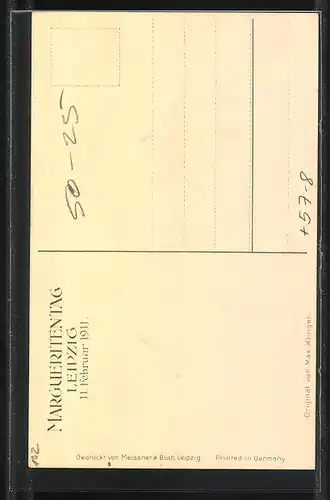 MARGUERITENTAG
LEIPZIG
11. Februar 1911.
50-25
+57-8
Original von Max Klinger.
Gedruckt von Meissner & Buch, Leipzig.
Printed in Germany
102